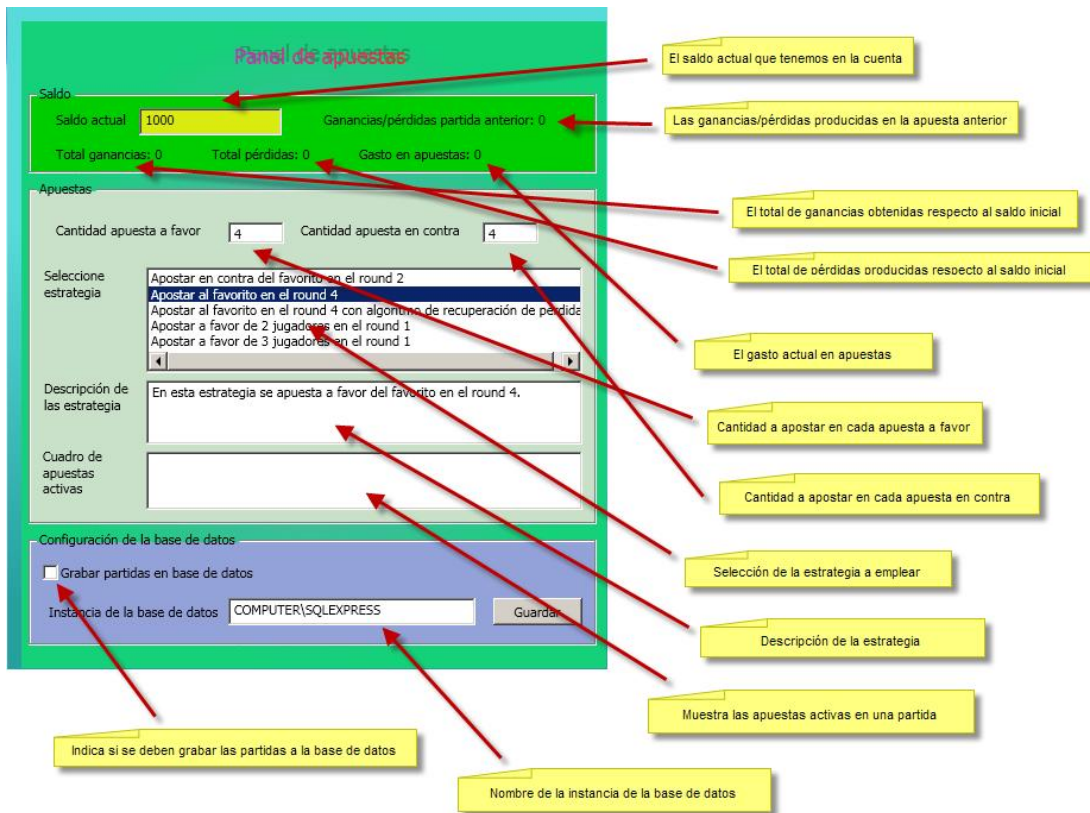 Panel de apuestas
El saldo actual que tenemos en la cuenta
Saldo
Saldo actual 1000 Ganancias/pérdidas partida anterior: 0
Las ganancias/pérdidas producidas en la apuesta anterior
Total ganancias: 0 Total pérdidas: 0 Gasto en apuestas: 0
Apuestas
El total de ganancias obtenidas respecto al saldo inicial
Cantidad apuesta a favor 4 Cantidad apuesta en contra 4
El total de pérdidas producidas respecto al saldo inicial
Seleccione
estrategia
Apostar en contra del favorito en el round 2
Apostar al favorito en el round 4
Apostar al favorito en el round 4 con algoritmo de recuperación de pérdida
Apostar a favor de 2 jugadores en el round 1
Apostar a favor de 3 jugadores en el round 1
El gasto actual en apuestas
Descripción de
las estrategia
En esta estrategia se apuesta a favor del favorito en el round 4.
Cantidad a apostar en cada apuesta a favor
Cuadro de
apuestas
activas
Cantidad a apostar en cada apuesta en contra
Configuración de la base de datos
Grabar partidas en base de datos
Selección de la estrategia a emplear
Instancia de la base de datos COMPUTER\SQLEXPRESS Guardar
Descripción de la estrategia
Muestra las apuestas activas en una partida
Indica si se deben grabar las partidas a la base de datos
Nombre de la instancia de la base de datos